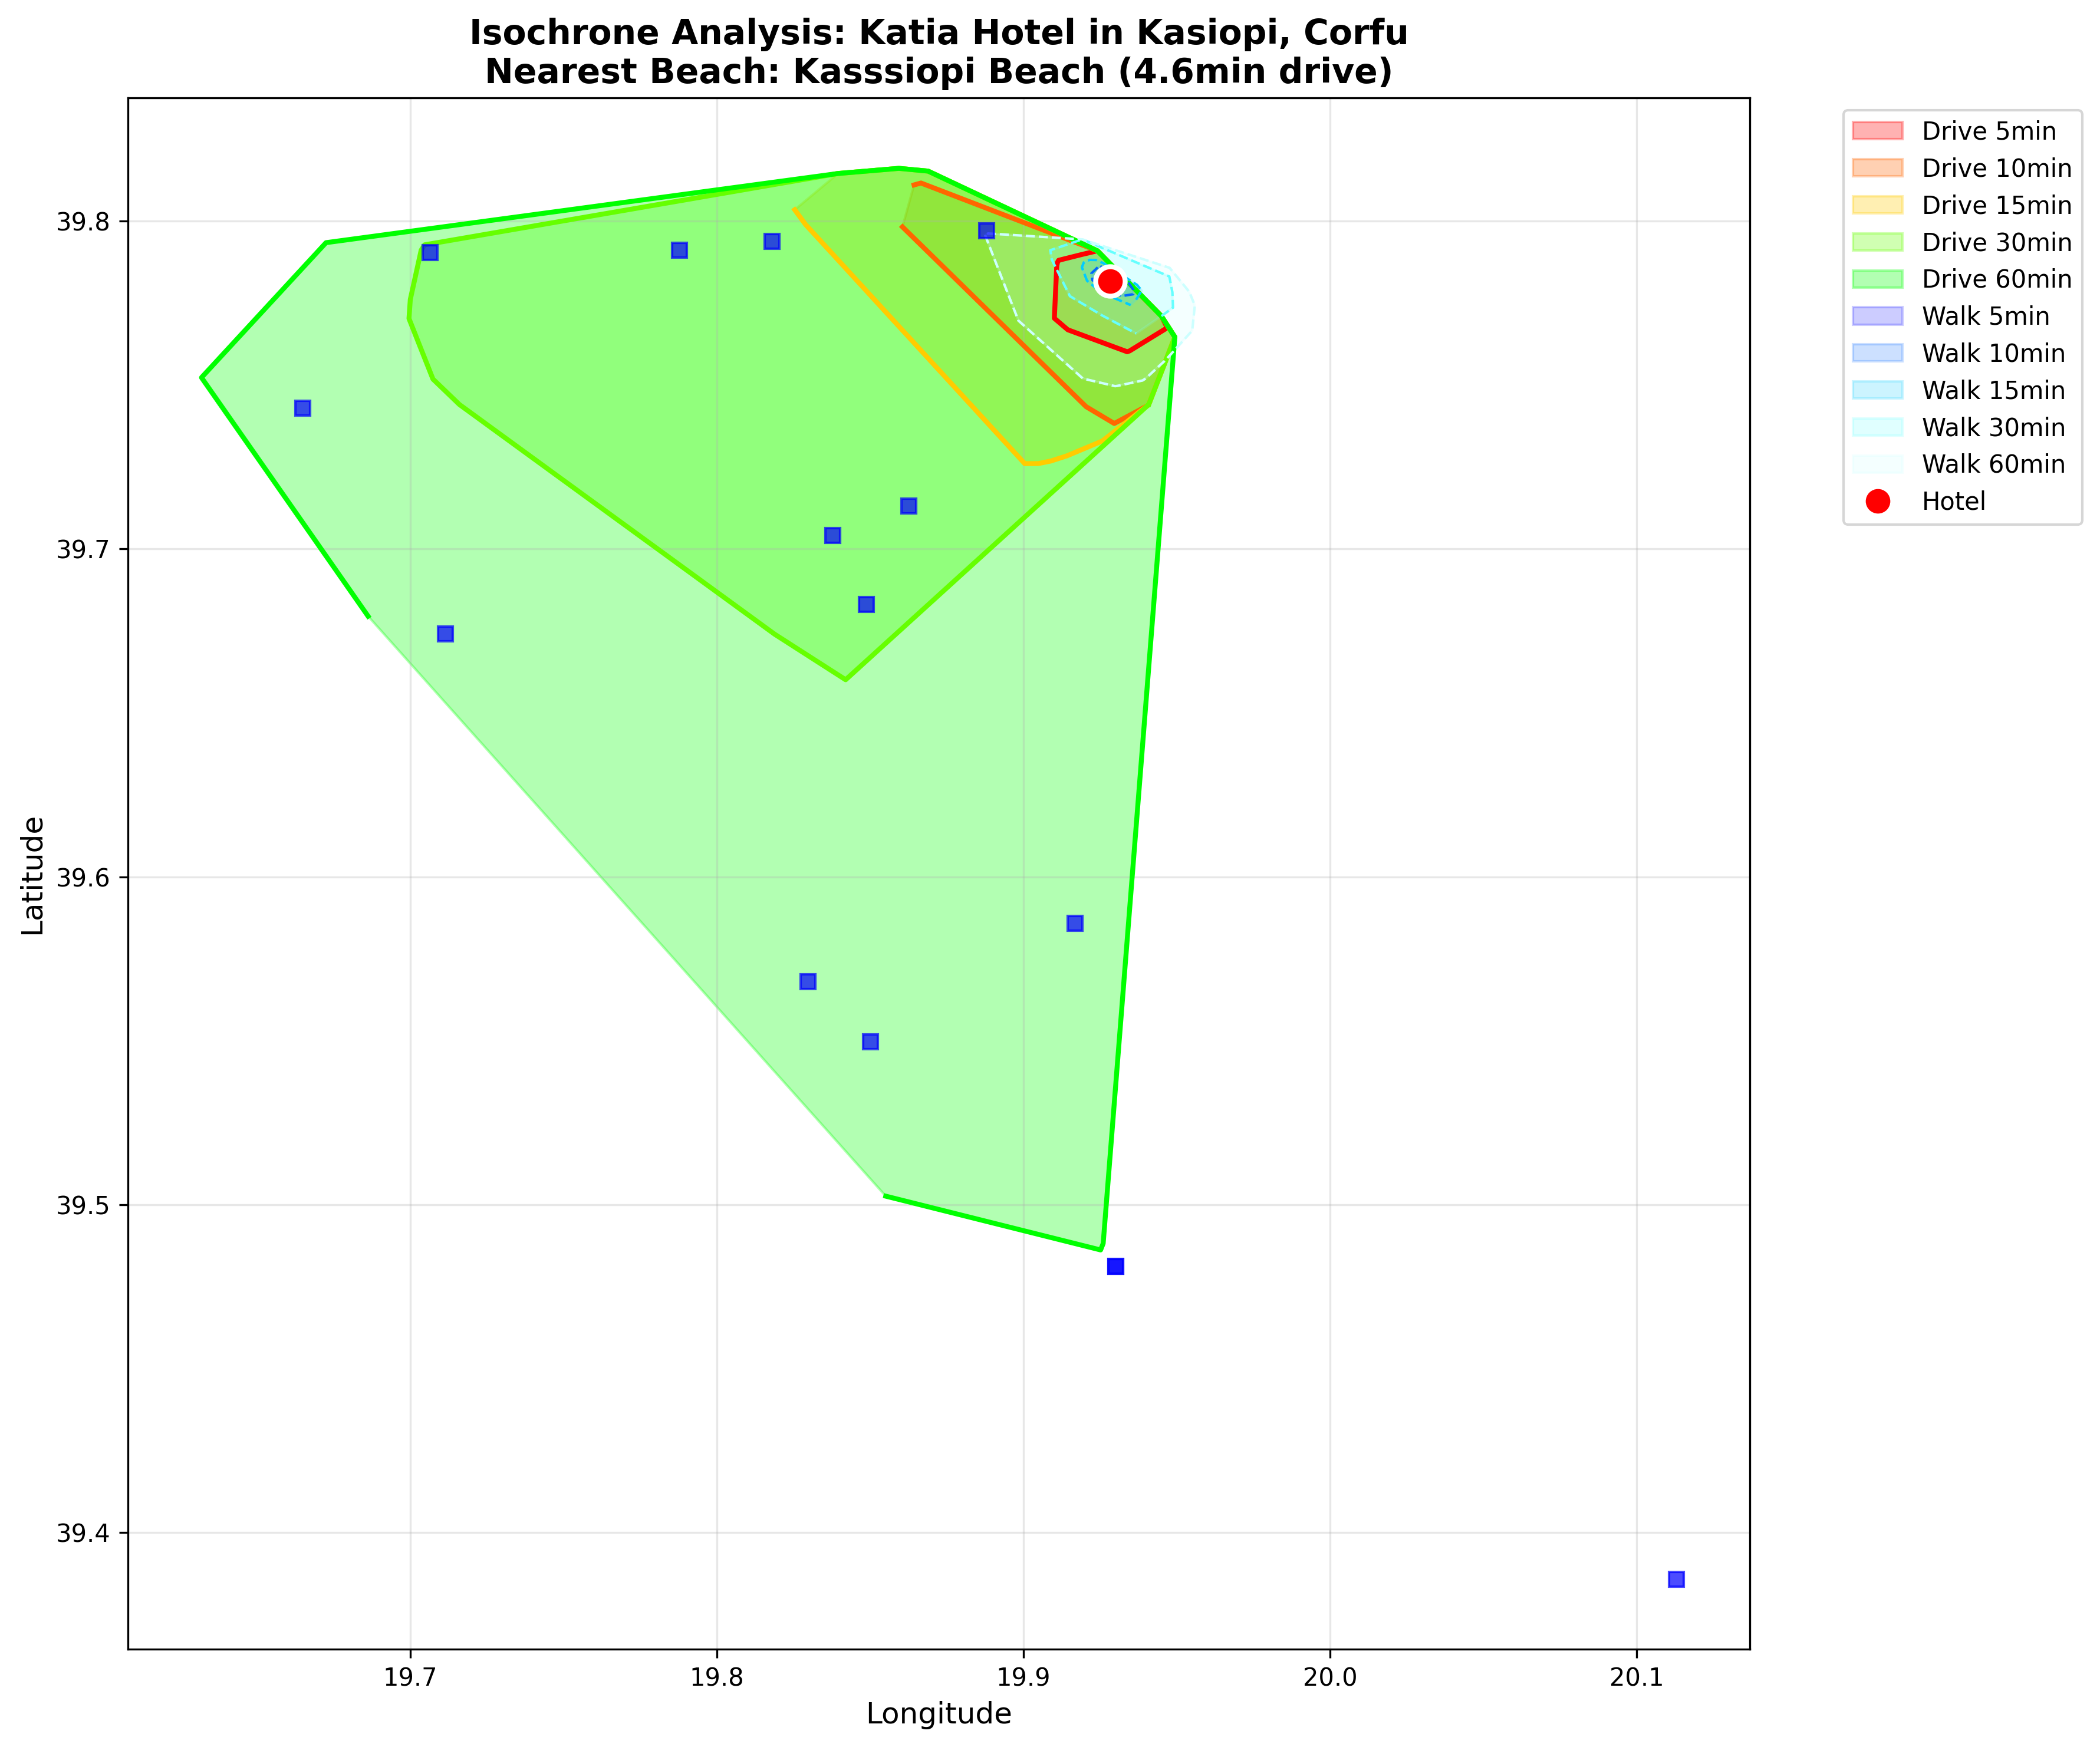 Isochrone Analysis: Katia Hotel in Kasiopi, Corfu
Nearest Beach: Kasssiopi Beach (4.6min drive)
Drive 5min
Drive 10min
Drive 15min
Drive 30min
Drive 60min
Walk 5min
Walk 10min
Walk 15min
Walk 30min
Walk 60min
Hotel
Latitude
39.8
39.7
39.6
39.5
39.4
19.7 19.8 19.9 20.0 20.1
Longitude